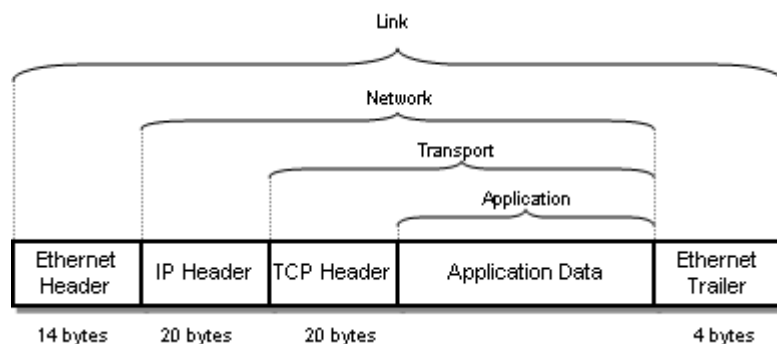 Link
Network
Transport
Application
Ethernet
Header
IP Header
TCP Header
Application Data
Ethernet
Trailer
14 bytes
20 bytes
20 bytes
4 bytes